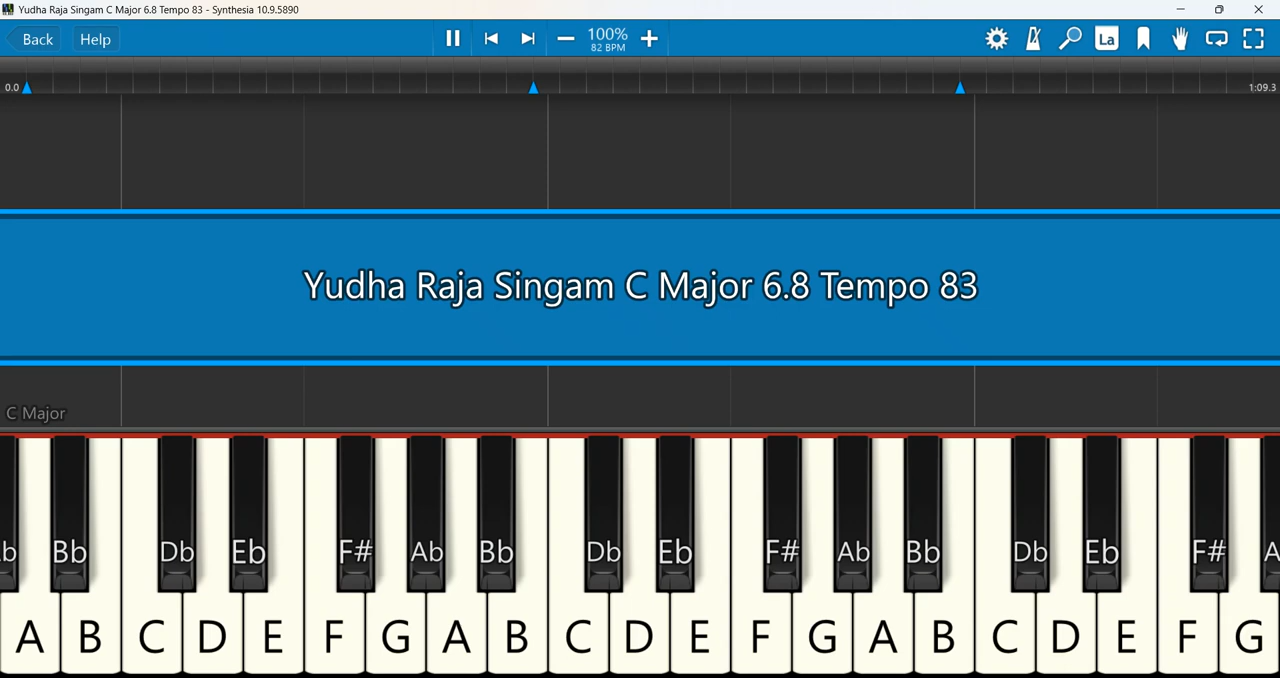 Yudha Raja Singam C Major 6.8 Tempo 83 - Synthesia 10.9.5890
Back Help 100% La
82 BPM
0.0 1:09.3
Yudha Raja Singam C Major 6.8 Tempo 83
C Major
b Bb Db Eb F# Ab Bb Db Eb F# Ab Bb Db Eb F# A
A B C D E F G A B C D E F G A B C D E F G